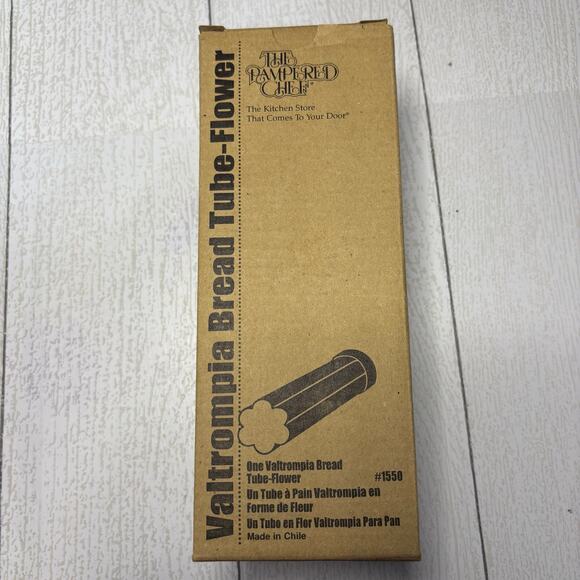 Valtrompia Bread Tube-Flower
THE
PAMPERED
CHEF
The Kitchen Store
That Comes To Your Door®
One Valtrompia Bread
Tube-Flower #1550
Un Tube à Pain Valtrompia en
Forme de Fleur
Un Tubo en Flor Valtrompia Para Pan
Made in Chile